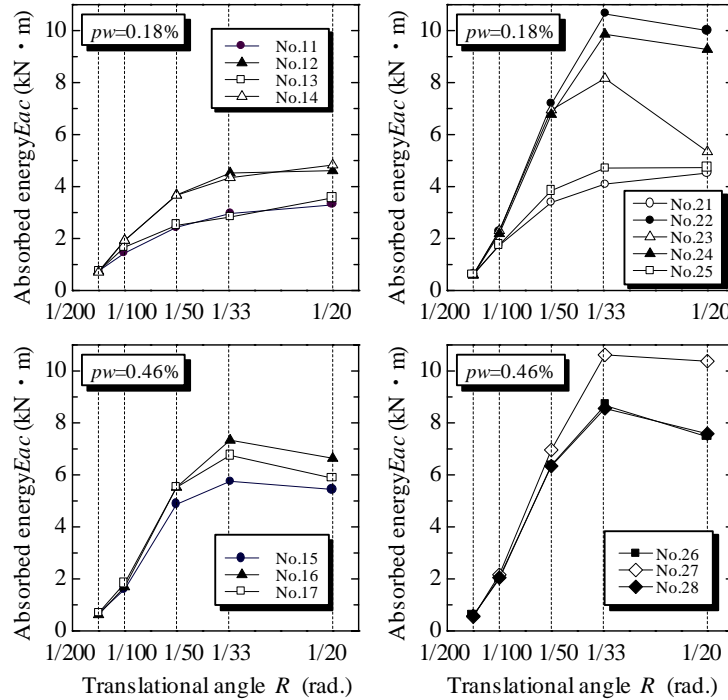 Absorbed energyEac (kN・m)
10
8
6
4
2
0
pw=0.18%
No.11
No.12
No.13
No.14
1/200 1/100 1/50 1/33 1/20
Absorbed energyEac (kN・m)
10
8
6
4
2
0
pw=0.18%
No.21
No.22
No.23
No.24
No.25
1/200 1/100 1/50 1/33 1/20
Absorbed energyEac (kN・m)
10
8
6
4
2
0
pw=0.46%
No.15
No.16
No.17
1/200 1/100 1/50 1/33 1/20
Translational angle R (rad.)
Absorbed energyEac (kN・m)
10
8
6
4
2
0
pw=0.46%
No.26
No.27
No.28
1/200 1/100 1/50 1/33 1/20
Translational angle R (rad.)